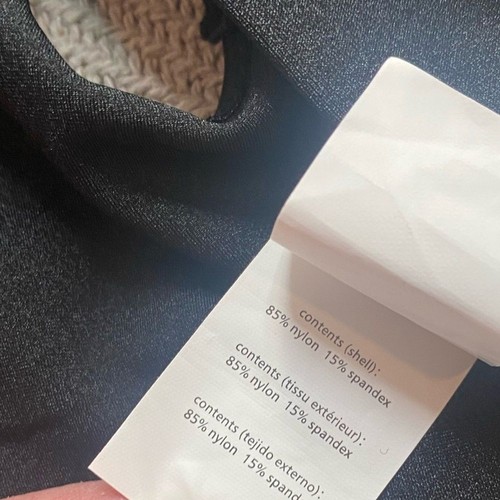 contents (shell):
85% nylon 15% spandex
contents (tissu extérieur):
85% nylon 15% spandex
contents (tejido externo):
85% nylon 15% spand